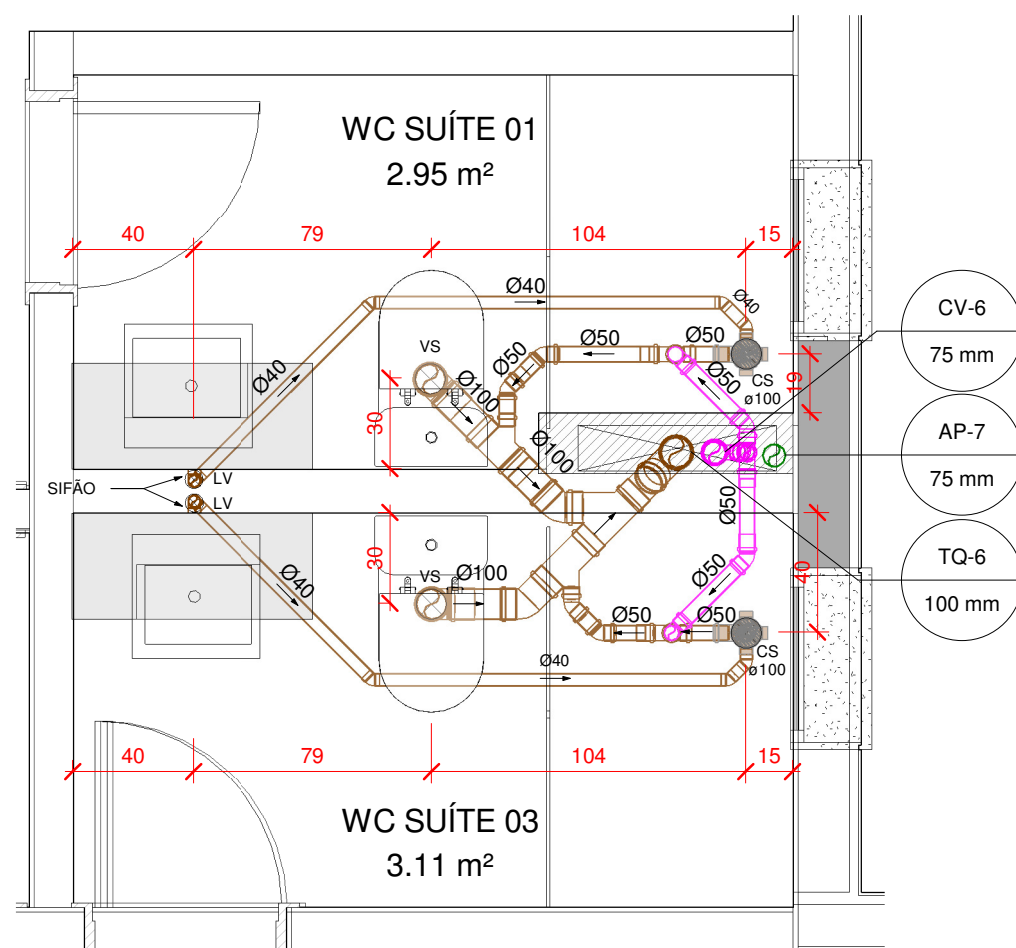 WC SUÍTE 01
2.95 m²
40
79
104
15
Ø40
Ø40
CV-6
75 mm
VS
Ø50
Ø50
Ø50
Ø40
Ø100
Ø50
CS
ø100
19
30
Ø100
AP-7
75 mm
SIFÃO
LV
LV
Ø50
30
Ø40
VS
Ø100
Ø50
40
TQ-6
100 mm
Ø50
Ø50
CS
ø100
Ø40
40
79
104
15
WC SUÍTE 03
3.11 m²